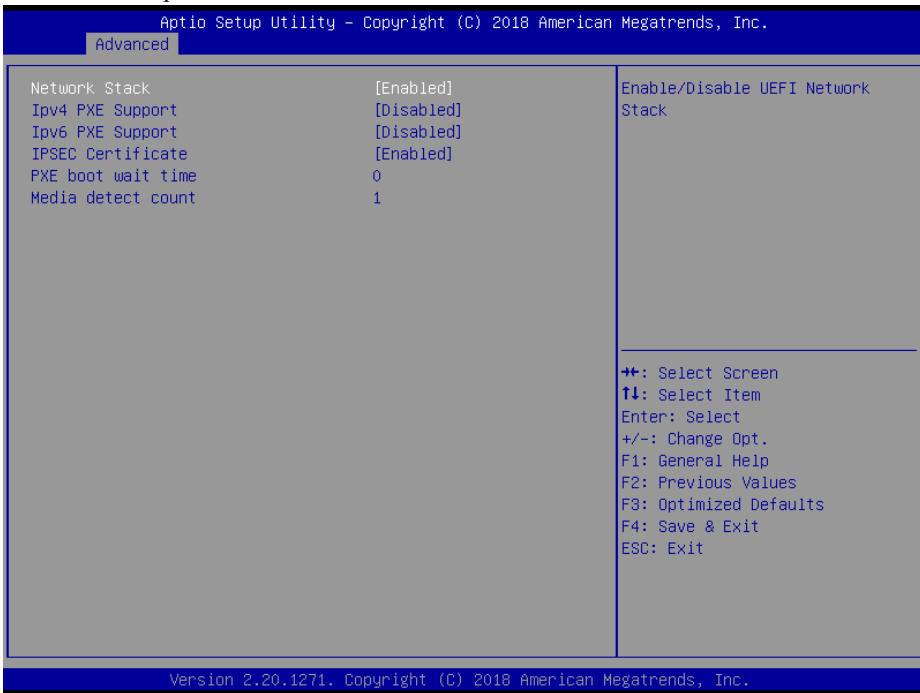 Aptio Setup Utility – Copyright (C) 2018 American Megatrends, Inc.
Advanced
Network Stack [Enabled]
Ipv4 PXE Support [Disabled]
Ipv6 PXE Support [Disabled]
IPSEC Certificate [Enabled]
PXE boot wait time 0
Media detect count 1
Enable/Disable UEFI Network
Stack
→←: Select Screen
↑↓: Select Item
Enter: Select
+/-: Change Opt.
F1: General Help
F2: Previous Values
F3: Optimized Defaults
F4: Save & Exit
ESC: Exit
Version 2.20.1271. Copyright (C) 2018 American Megatrends, Inc.